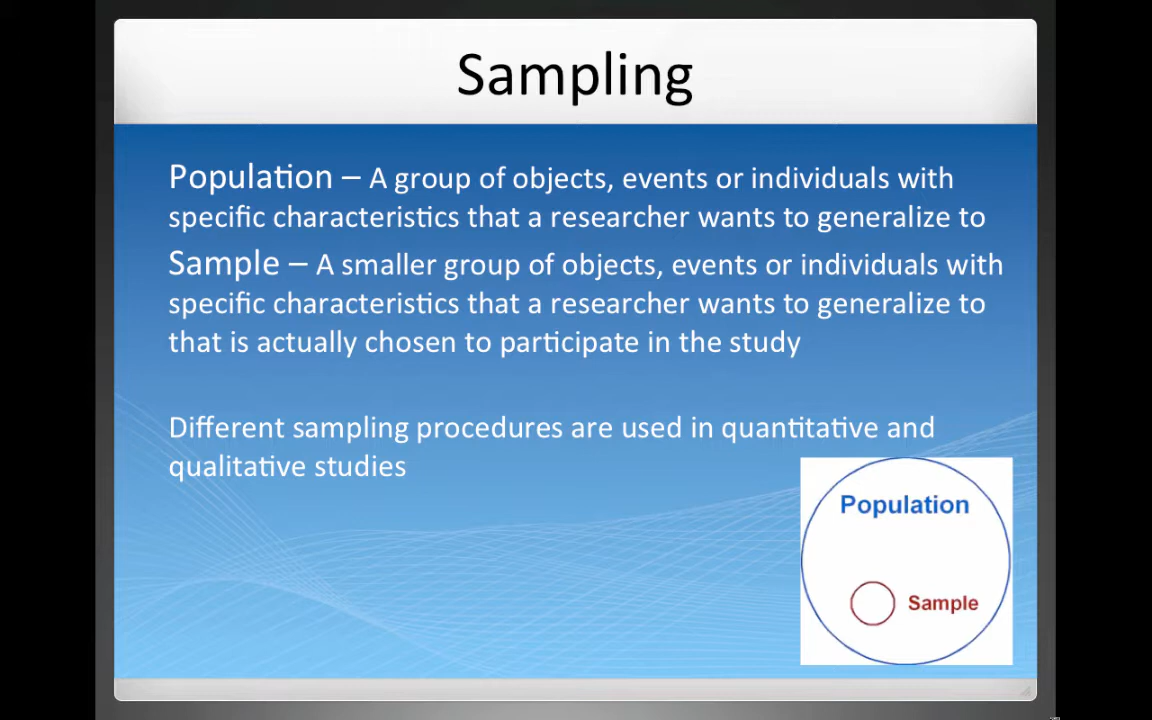 Sampling
Population – A group of objects, events or individuals with
specific characteristics that a researcher wants to generalize to
Sample – A smaller group of objects, events or individuals with
specific characteristics that a researcher wants to generalize to
that is actually chosen to participate in the study
Different sampling procedures are used in quantitative and
qualitative studies
Population
Sample